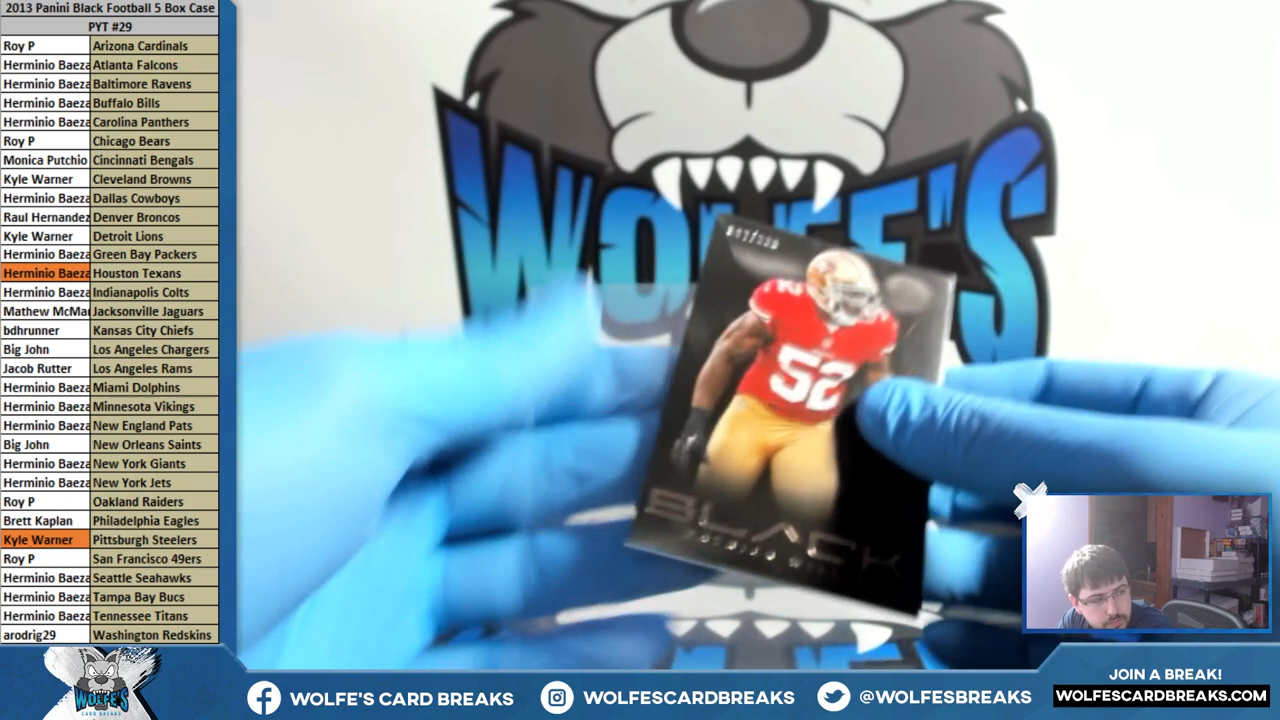 2013 Panini Black Football 5 Box Case
PYT #29
Roy P Arizona Cardinals
Herminio Baeza Atlanta Falcons
Herminio Baeza Baltimore Ravens
Herminio Baeza Buffalo Bills
Herminio Baeza Carolina Panthers
Roy P Chicago Bears
Monica Putchio Cincinnati Bengals
Kyle Warner Cleveland Browns
Herminio Baeza Dallas Cowboys
Raul Hernandez Denver Broncos
Kyle Warner Detroit Lions
Herminio Baeza Green Bay Packers
Herminio Baeza Houston Texans
Herminio Baeza Indianapolis Colts
Mathew McMa Jacksonville Jaguars
bdhrunner Kansas City Chiefs
Big John Los Angeles Chargers
Jacob Rutter Los Angeles Rams
Herminio Baeza Miami Dolphins
Herminio Baeza Minnesota Vikings
Herminio Baeza New England Pats
Big John New Orleans Saints
Herminio Baeza New York Giants
Herminio Baeza New York Jets
Roy P Oakland Raiders
Brett Kaplan Philadelphia Eagles
Kyle Warner Pittsburgh Steelers
Roy P San Francisco 49ers
Herminio Baeza Seattle Seahawks
Herminio Baeza Tampa Bay Bucs
Herminio Baeza Tennessee Titans
arodrig29 Washington Redskins
WOLFE'S
52
BLACK
WOLFE'S
CARD BREAKS
WOLFE'S CARD BREAKS
WOLFESCARDBREAKS
@WOLFESBREAKS
JOIN A BREAK!
WOLFESCARDBREAKS.COM